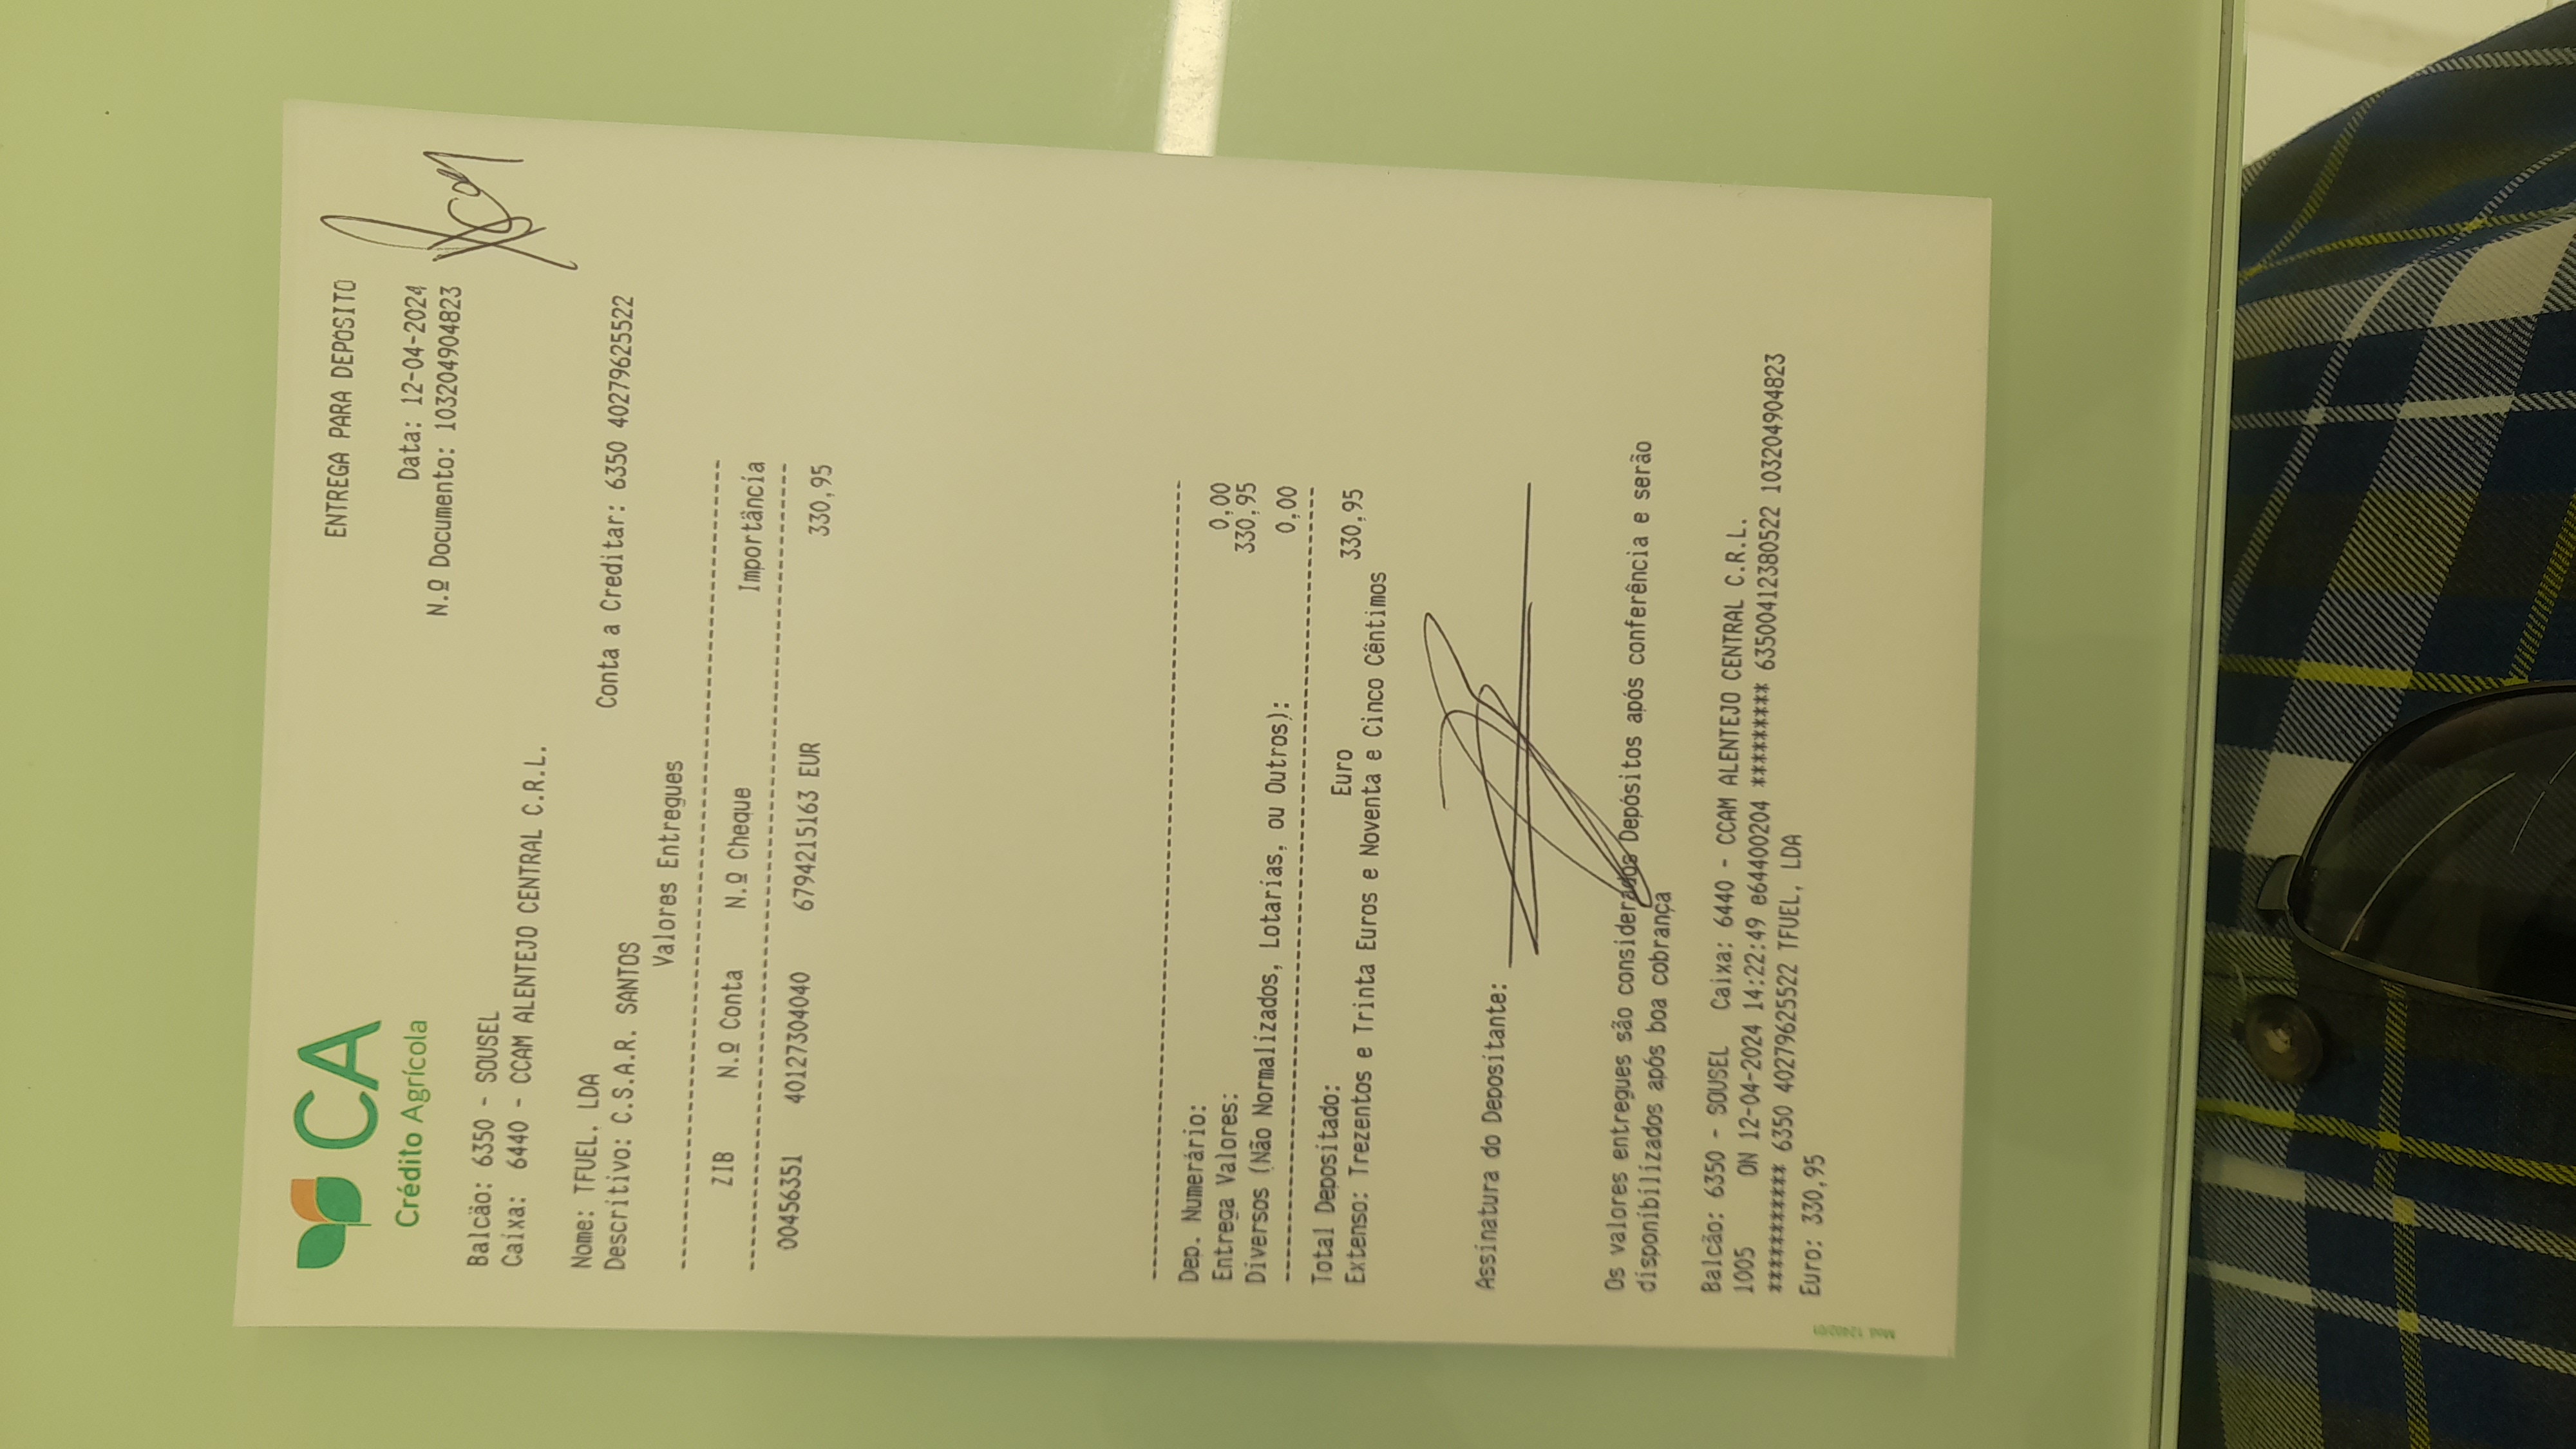 CA
Crédito Agrícola
ENTREGA PARA DEPÓSITO
Data: 12-04-2024
N.º Documento: 103204904823
Balcão: 6350 - SOUSEL
Caixa: 6440 - CCAM ALENTEJO CENTRAL C.R.L.
Nome: TFUEL, LDA
Conta a Creditar: 6350 40279625522
Descritivo: C.S.A.R. SANTOS
Valores Entregues
ZIB N.º Conta N.º Cheque Importância
00456351 40127304040 6794215163 EUR 330,95
Dep. Numerário: 0,00
Entrega Valores: 330,95
Diversos (Não Normalizados, Lotarias, ou Outros): 0,00
Total Depositado: Euro 330,95
Extenso: Trezentos e Trinta Euros e Noventa e Cinco Cêntimos
Assinatura do Depositante:
Os valores entregues são considerados Depósitos após conferência e serão
disponibilizados após boa cobrança
Balcão: 6350 - SOUSEL Caixa: 6440 - CCAM ALENTEJO CENTRAL C.R.L.
1005 ON 12-04-2024 14:22:49 e64400204 ********* 63500412380522 103204904823
*********** 6350 40279625522 TFUEL, LDA
Euro: 330,95